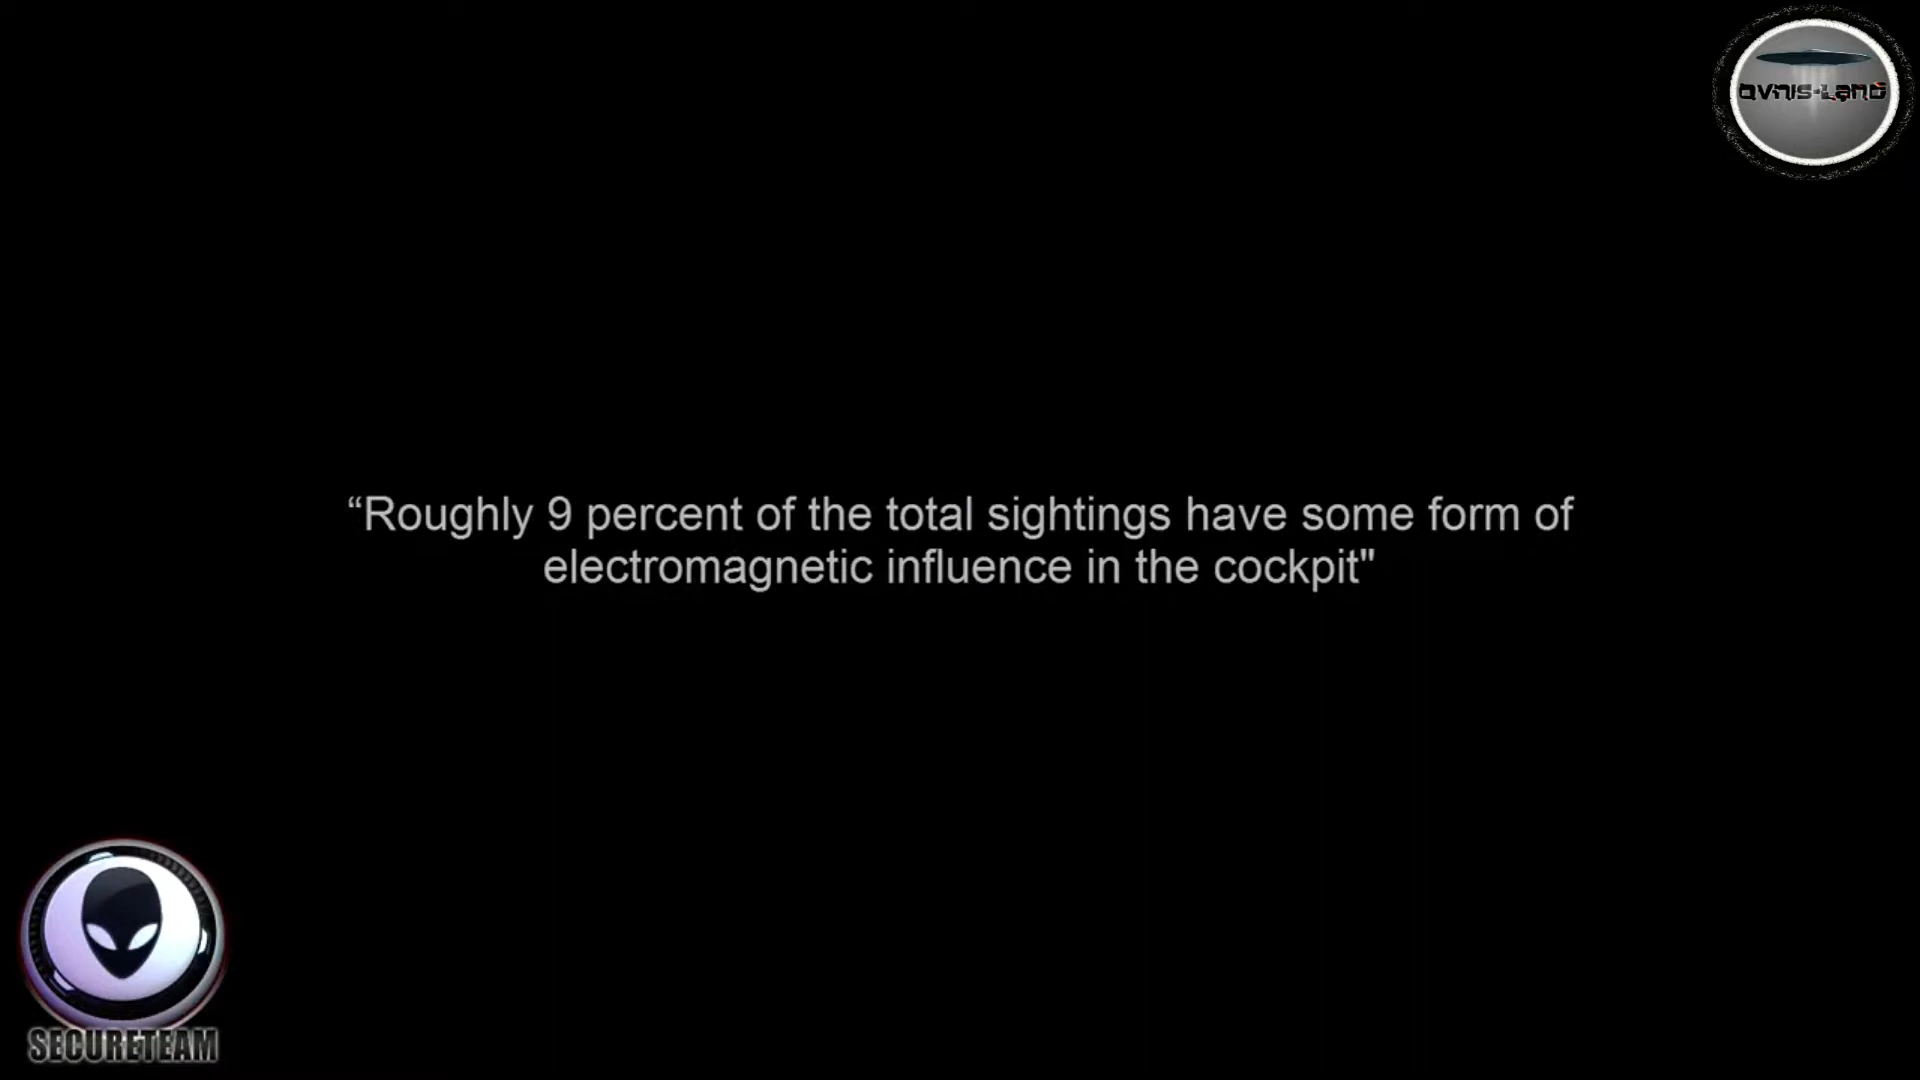 OVNIS-LAND
“Roughly 9 percent of the total sightings have some form of
electromagnetic influence in the cockpit"
SECURETEAM